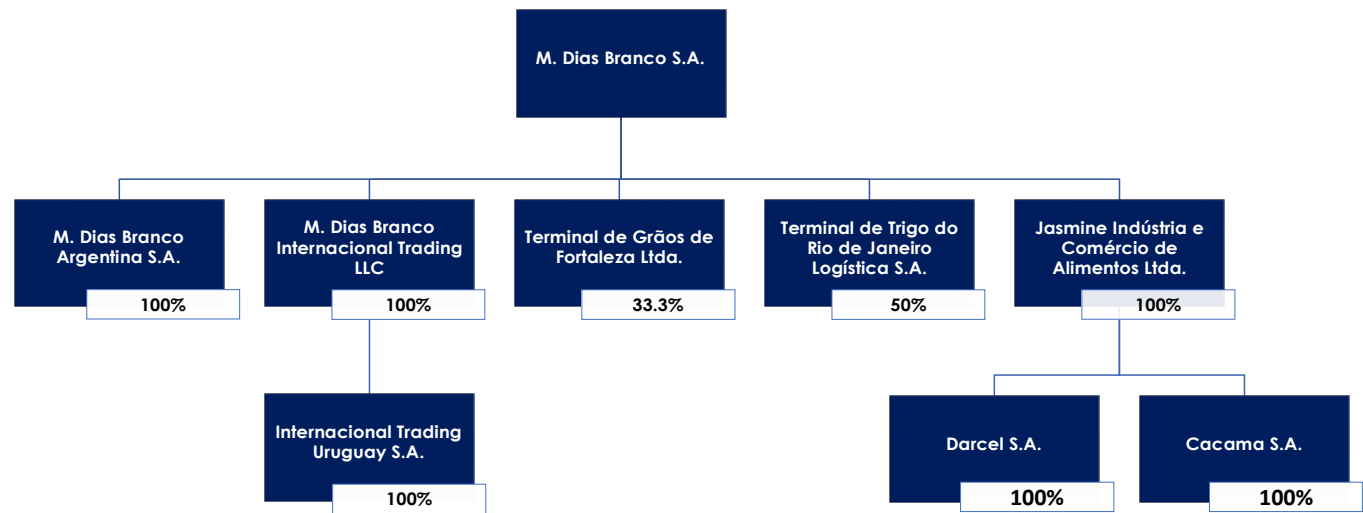 M. Dias Branco S.A.
M. Dias Branco
Argentina S.A.
100%
M. Dias Branco
Internacional Trading
LLC
100%
Terminal de Grãos de
Fortaleza Ltda.
33.3%
Terminal de Trigo do
Rio de Janeiro
Logística S.A.
50%
Jasmine Indústria e
Comércio de
Alimentos Ltda.
100%
Internacional Trading
Uruguay S.A.
100%
Darcel S.A.
100%
Cacama S.A.
100%